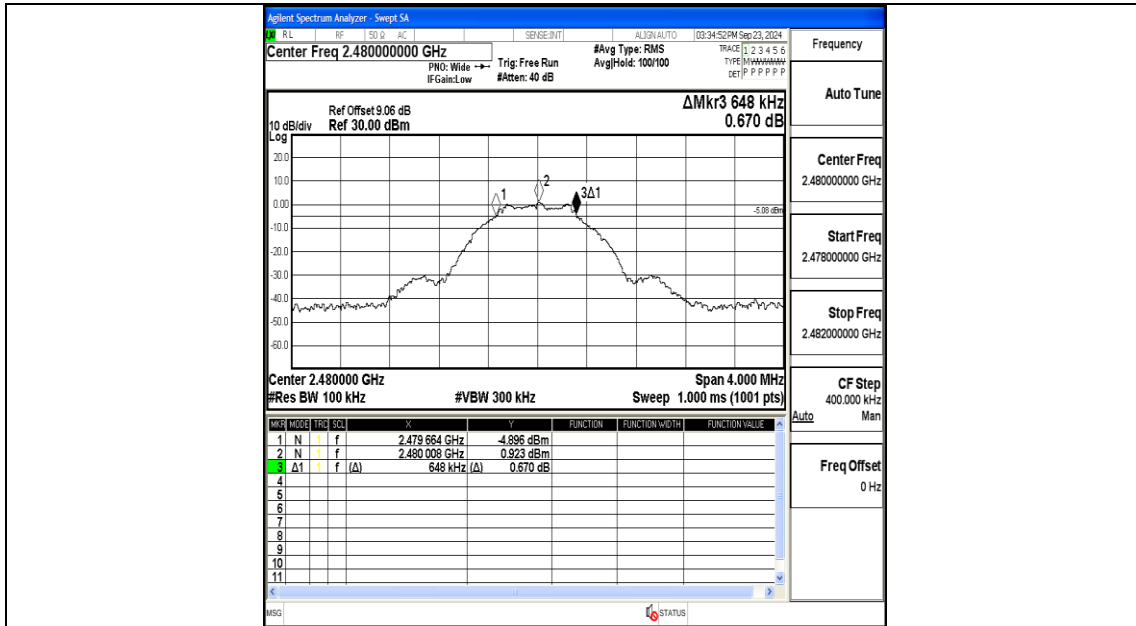 Agilent Spectrum Analyzer - Swept SA
RL RF 50 Ω AC SENSE:INT ALIGN AUTO 03:34:52 PM Sep 23, 2024
Center Freq 2.480000000 GHz
PNO: Wide
IFGain:Low
Trig: Free Run
#Atten: 40 dB
#Avg Type: RMS
Avg|Hold: 100/100
TRACE 1 2 3 4 5 6
TYPE MWWWWW
DET P P P P P P
Frequency
Auto Tune
Center Freq
2.480000000 GHz
Start Freq
2.478000000 GHz
Stop Freq
2.482000000 GHz
CF Step
400.000 kHz
Auto Man
Freq Offset
0 Hz
ΔMkr3 648 kHz
0.670 dB
Ref Offset 9.06 dB
10 dB/div Ref 30.00 dBm
Log
20.0
10.0
0.00
-10.0
-20.0
-30.0
-40.0
-50.0
-60.0
1
2
3Δ1
-5.08 dBm
Center 2.480000 GHz Span 4.000 MHz
#Res BW 100 kHz #VBW 300 kHz Sweep 1.000 ms (1001 pts)
MKR MODE TRC SCL X Y FUNCTION FUNCTION WIDTH FUNCTION VALUE
1 N 1 f 2.479 664 GHz -4.896 dBm
2 N 1 f 2.480 008 GHz 0.923 dBm
3 Δ1 1 f (Δ) 648 kHz (Δ) 0.670 dB
4
5
6
7
8
9
10
11
MSG STATUS